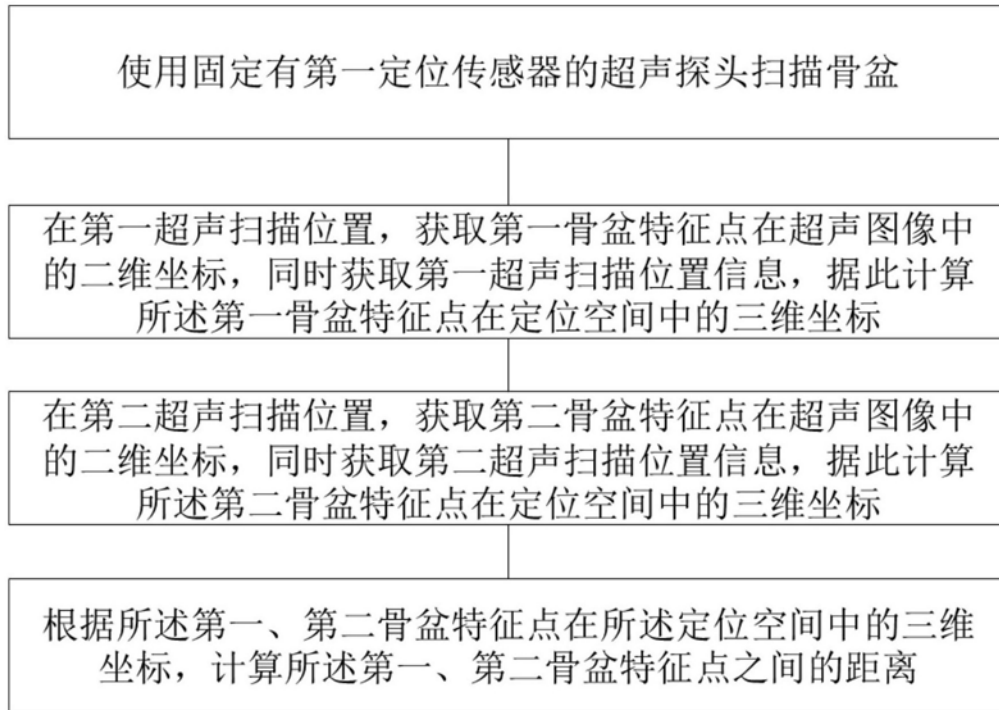 使用固定有第一定位传感器的超声探头扫描骨盆
在第一超声扫描位置，获取第一骨盆特征点在超声图像中
的二维坐标，同时获取第一超声扫描位置信息，据此计算
所述第一骨盆特征点在定位空间中的三维坐标
在第二超声扫描位置，获取第二骨盆特征点在超声图像中
的二维坐标，同时获取第二超声扫描位置信息，据此计算
所述第二骨盆特征点在定位空间中的三维坐标
根据所述第一、第二骨盆特征点在所述定位空间中的三维
坐标，计算所述第一、第二骨盆特征点之间的距离